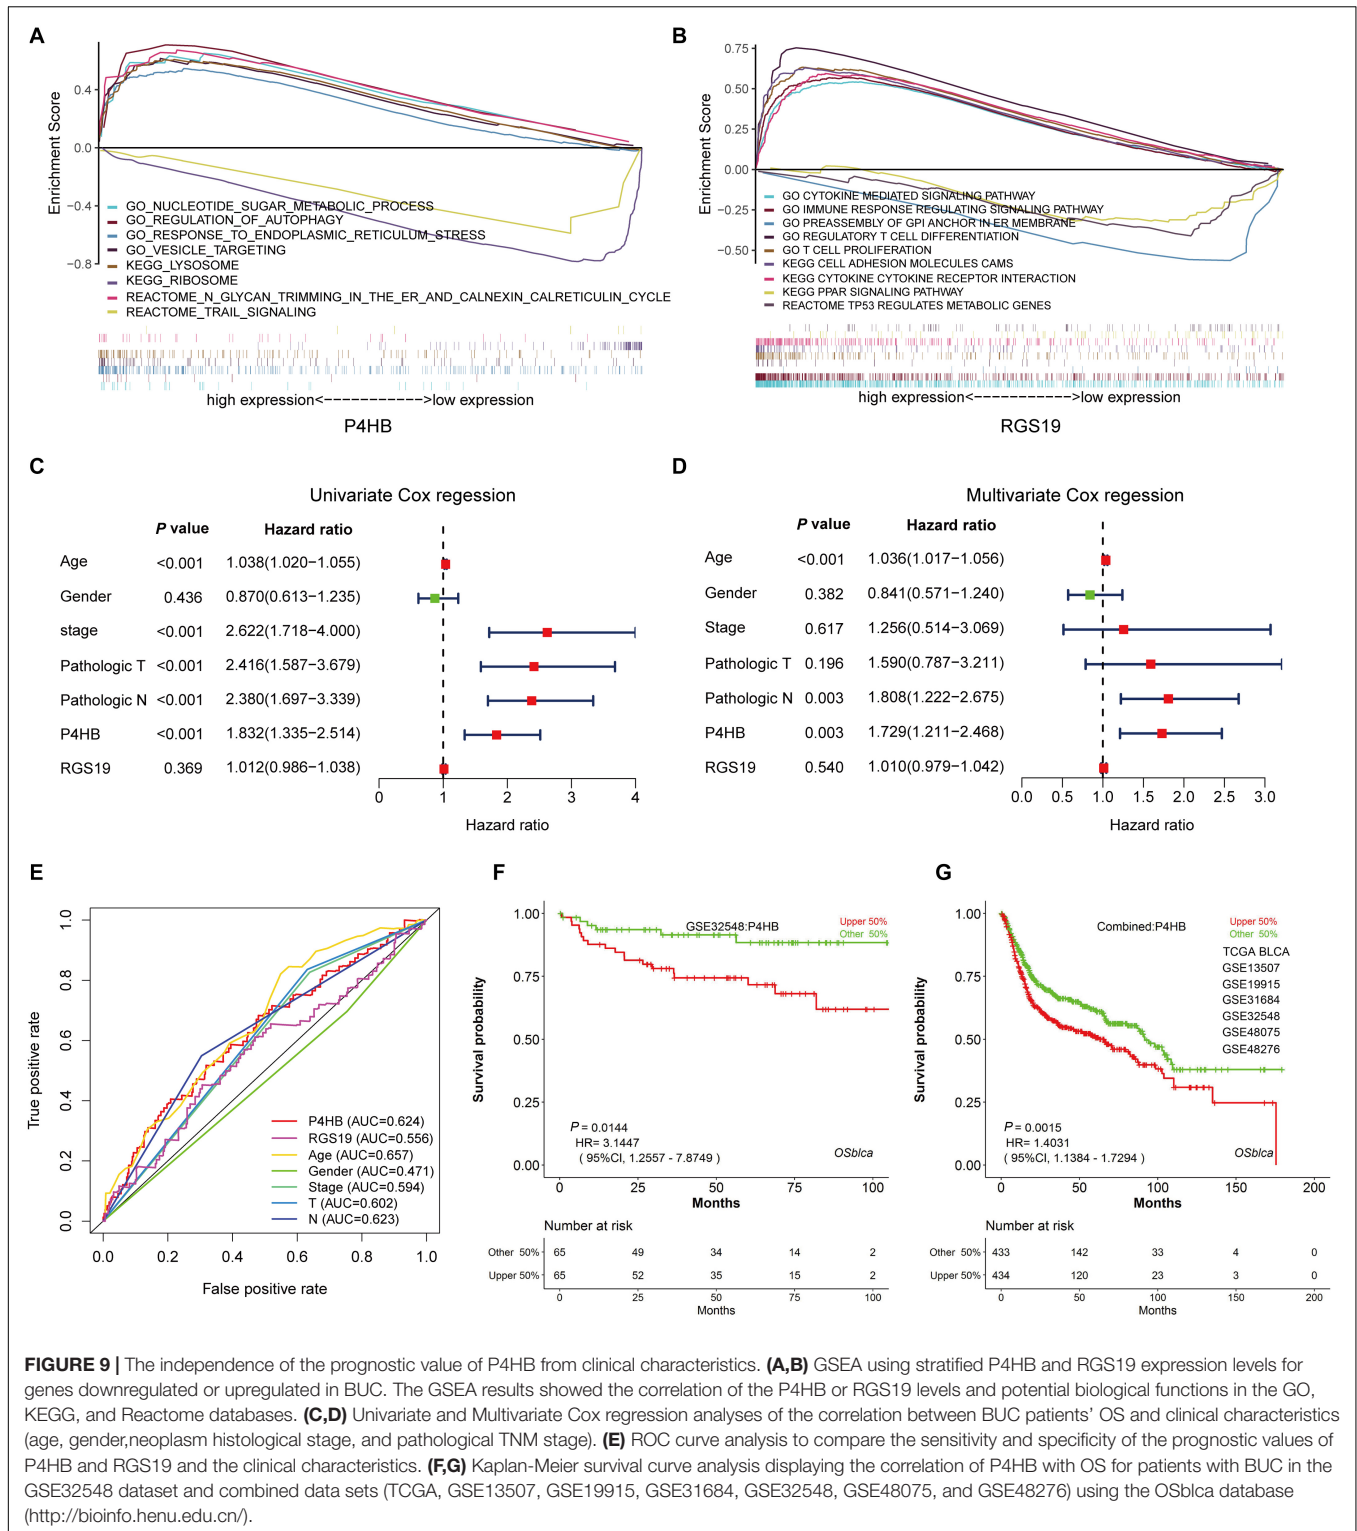 A
Enrichment Score
0.4
0.0
−0.4
−0.8
GO_NUCLEOTIDE_SUGAR_METABOLIC_PROCESS
GO_REGULATION_OF_AUTOPHAGY
GO_RESPONSE_TO_ENDOPLASMIC_RETICULUM_STRESS
GO_VESICLE_TARGETING
KEGG_LYSOSOME
KEGG_RIBOSOME
REACTOME_N_GLYCAN_TRIMMING_IN_THE_ER_AND_CALNEXIN_CALRETICULIN_CYCLE
REACTOME_TRAIL_SIGNALING
high expression<----------->low expression
P4HB
B
Enrichment Score
0.75
0.50
0.25
0.00
−0.25
−0.50
GO CYTOKINE MEDIATED SIGNALING PATHWAY
GO IMMUNE RESPONSE REGULATING SIGNALING PATHWAY
GO PREASSEMBLY OF GPI ANCHOR IN ER MEMBRANE
GO REGULATORY T CELL DIFFERENTIATION
GO T CELL PROLIFERATION
KEGG CELL ADHESION MOLECULES CAMS
KEGG CYTOKINE CYTOKINE RECEPTOR INTERACTION
KEGG PPAR SIGNALING PATHWAY
REACTOME TP53 REGULATES METABOLIC GENES
high expression<----------->low expression
RGS19
C
Univariate Cox regession
P value Hazard ratio
Age <0.001 1.038(1.020−1.055)
Gender 0.436 0.870(0.613−1.235)
stage <0.001 2.622(1.718−4.000)
Pathologic T <0.001 2.416(1.587−3.679)
Pathologic N <0.001 2.380(1.697−3.339)
P4HB <0.001 1.832(1.335−2.514)
RGS19 0.369 1.012(0.986−1.038)
0 1 2 3 4
Hazard ratio
D
Multivariate Cox regession
P value Hazard ratio
Age <0.001 1.036(1.017−1.056)
Gender 0.382 0.841(0.571−1.240)
Stage 0.617 1.256(0.514−3.069)
Pathologic T 0.196 1.590(0.787−3.211)
Pathologic N 0.003 1.808(1.222−2.675)
P4HB 0.003 1.729(1.211−2.468)
RGS19 0.540 1.010(0.979−1.042)
0.0 0.5 1.0 1.5 2.0 2.5 3.0
Hazard ratio
E
True positive rate
1.0
0.8
0.6
0.4
0.2
0.0
P4HB (AUC=0.624)
RGS19 (AUC=0.556)
Age (AUC=0.657)
Gender (AUC=0.471)
Stage (AUC=0.594)
T (AUC=0.602)
N (AUC=0.623)
0.0 0.2 0.4 0.6 0.8 1.0
False positive rate
F
Survival probability
1.00
0.75
0.50
0.25
0.00
GSE32548:P4HB
Upper 50%
Other 50%
P = 0.0144
HR= 3.1447
( 95%CI, 1.2557 - 7.8749 )
OSblca
0 25 50 75 100
Months
Number at risk
Other 50% 65 49 34 14 2
Upper 50% 65 52 35 15 2
0 25 50 75 100
Months
G
Survival probability
1.00
0.75
0.50
0.25
0.00
Combined:P4HB
Upper 50%
Other 50%
TCGA BLCA
GSE13507
GSE19915
GSE31684
GSE32548
GSE48075
GSE48276
P = 0.0015
HR= 1.4031
( 95%CI, 1.1384 - 1.7294 )
OSblca
0 50 100 150 200
Months
Number at risk
Other 50% 433 142 33 4 0
Upper 50% 434 120 23 3 0
0 50 100 150 200
Months
FIGURE 9 | The independence of the prognostic value of P4HB from clinical characteristics. (A,B) GSEA using stratified P4HB and RGS19 expression levels for
genes downregulated or upregulated in BUC. The GSEA results showed the correlation of the P4HB or RGS19 levels and potential biological functions in the GO,
KEGG, and Reactome databases. (C,D) Univariate and Multivariate Cox regression analyses of the correlation between BUC patients' OS and clinical characteristics
(age, gender,neoplasm histological stage, and pathological TNM stage). (E) ROC curve analysis to compare the sensitivity and specificity of the prognostic values of
P4HB and RGS19 and the clinical characteristics. (F,G) Kaplan-Meier survival curve analysis displaying the correlation of P4HB with OS for patients with BUC in the
GSE32548 dataset and combined data sets (TCGA, GSE13507, GSE19915, GSE31684, GSE32548, GSE48075, and GSE48276) using the OSblca database
(http://bioinfo.henu.edu.cn/).